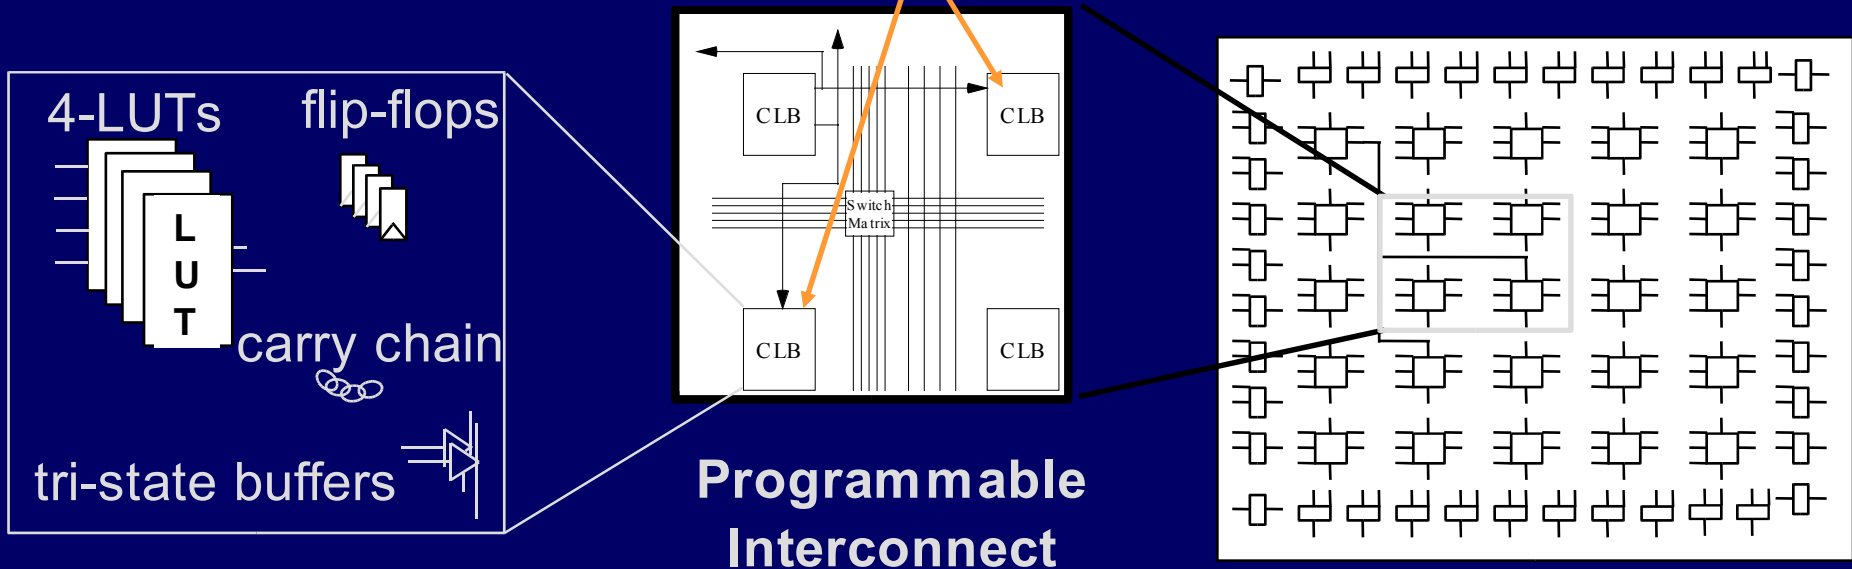 4-LUTs
flip-flops
L
U
T
carry chain
tri-state buffers
CLB
CLB
Switch
Matrix
CLB
CLB
Programmable
Interconnect